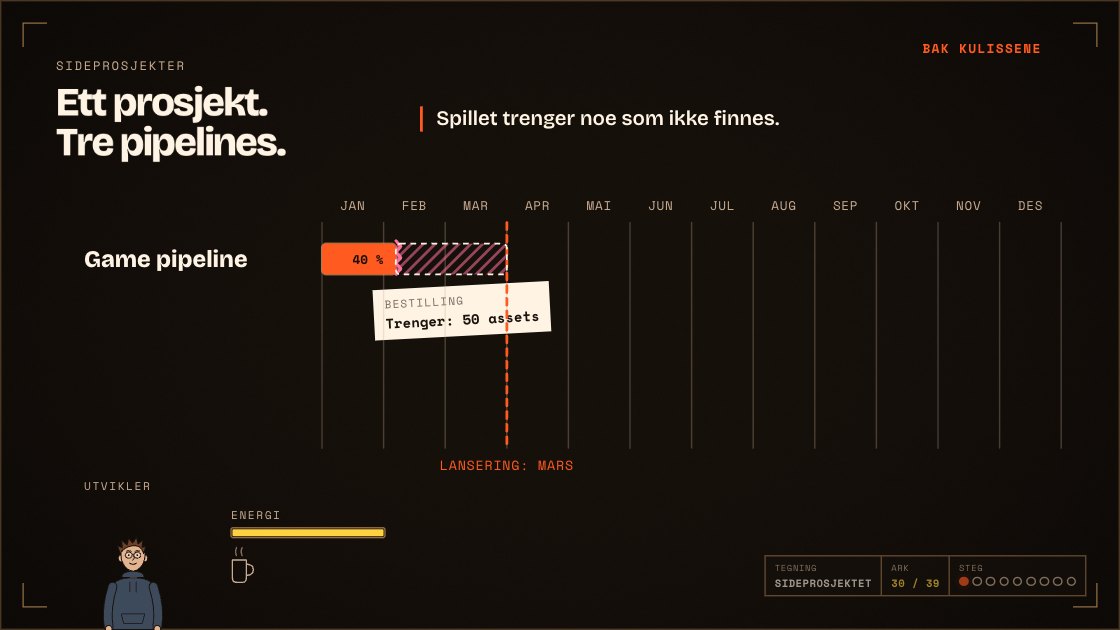 BAK KULISSENE
SIDEPROSJEKTER
Ett prosjekt.
Tre pipelines.
Spillet trenger noe som ikke finnes.
JAN FEB MAR APR MAI JUN JUL AUG SEP OKT NOV DES
Game pipeline
40 %
BESTILLING
Trenger: 50 assets
LANSERING: MARS
UTVIKLER
ENERGI
TEGNING
SIDEPROSJEKTET
ARK
30 / 39
STEG